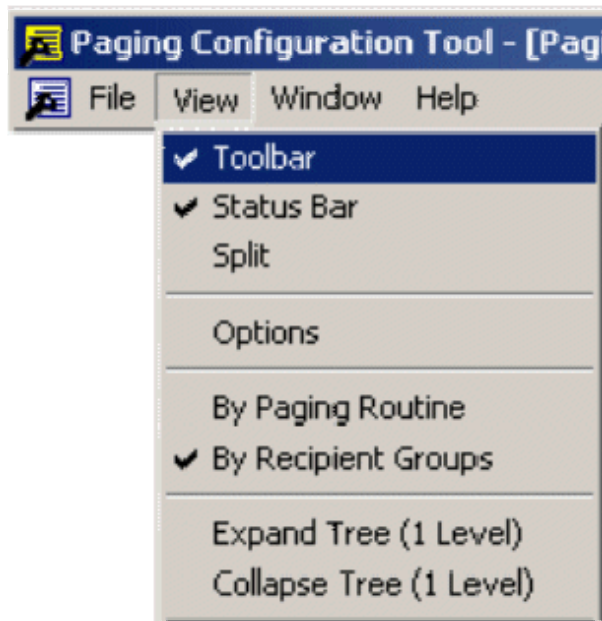 Paging Configuration Tool - [Pag
File View Window Help
Toolbar
Status Bar
Split
Options
By Paging Routine
By Recipient Groups
Expand Tree (1 Level)
Collapse Tree (1 Level)